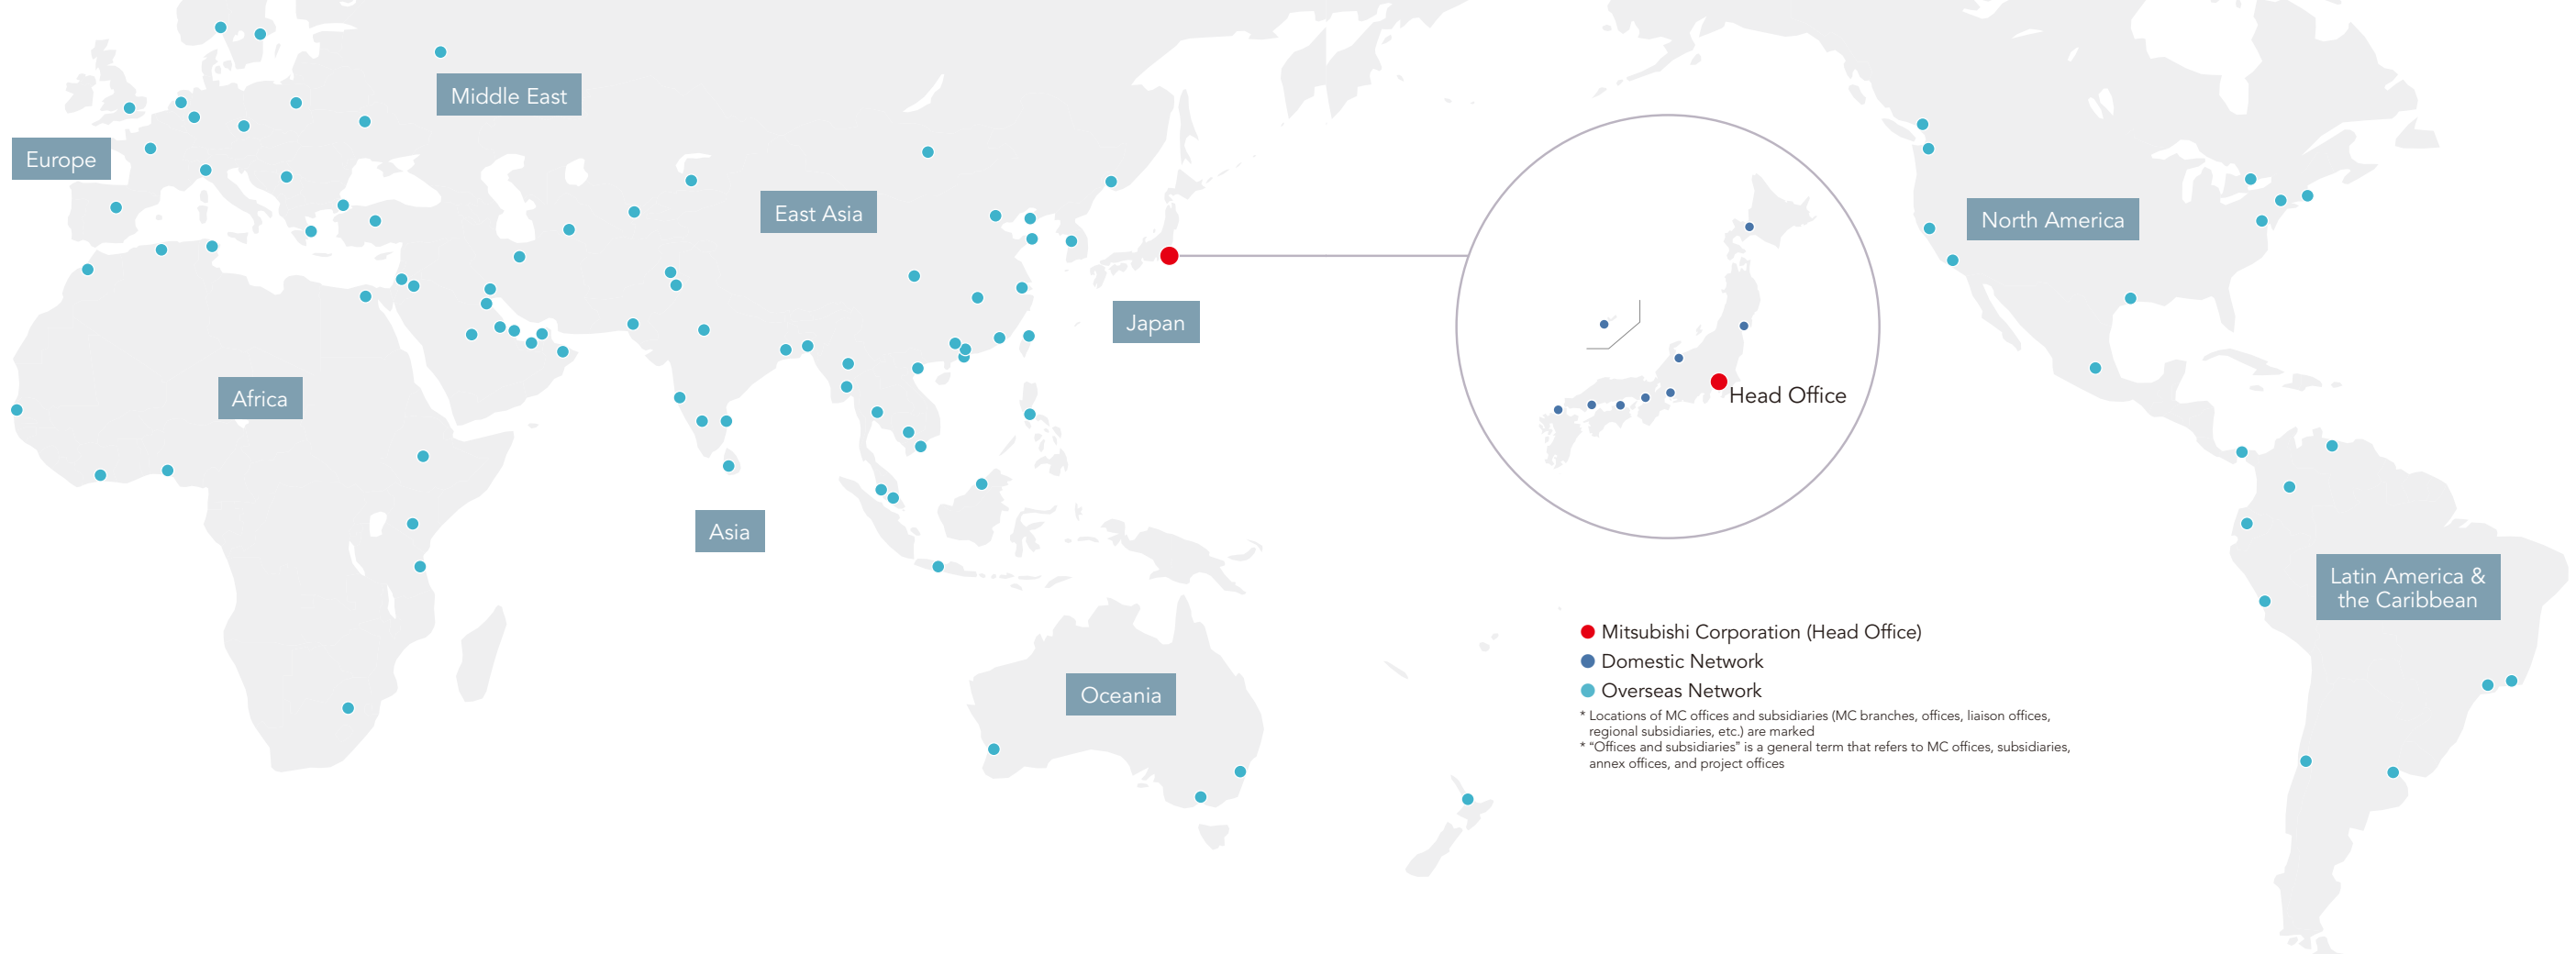 Middle East
Europe
East Asia
North America
Japan
Africa
Head Office
Asia
Latin America &
the Caribbean
Oceania
Mitsubishi Corporation (Head Office)
Domestic Network
Overseas Network
* Locations of MC offices and subsidiaries (MC branches, offices, liaison offices,
regional subsidiaries, etc.) are marked
* “Offices and subsidiaries” is a general term that refers to MC offices, subsidiaries,
annex offices, and project offices